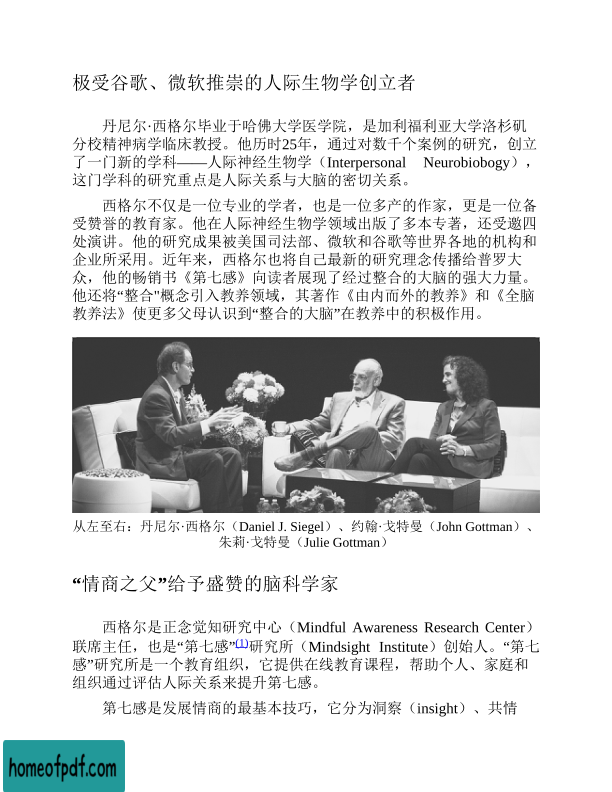 极受谷歌、微软推崇的人际生物学创立者
丹尼尔·西格尔毕业于哈佛大学医学院，是加利福利亚大学洛杉矶
分校精神病学临床教授。他历时25年，通过对数千个案例的研究，创立
了一门新的学科——人际神经生物学（Interpersonal Neurobiobogy），
这门学科的研究重点是人际关系与大脑的密切关系。
西格尔不仅是一位专业的学者，也是一位多产的作家，更是一位备
受赞誉的教育家。他在人际神经生物学领域出版了多本专著，还受邀四
处演讲。他的研究成果被美国司法部、微软和谷歌等世界各地的机构和
企业所采用。近年来，西格尔也将自己最新的研究理念传播给普罗大
众，他的畅销书《第七感》向读者展现了经过整合的大脑的强大力量。
他还将“整合"概念引入教养领域，其著作《由内而外的教养》和《全脑
教养法》使更多父母认识到“整合的大脑”在教养中的积极作用。
从左至右：丹尼尔·西格尔（Daniel J. Siegel）、约翰·戈特曼（John Gottman）、
朱莉·戈特曼（Julie Gottman）
“情商之父”给予盛赞的脑科学家
西格尔是正念觉知研究中心（Mindful Awareness Research Center）
联席主任，也是“第七感”(1)研究所（Mindsight Institute）创始人。“第七
感”研究所是一个教育组织，它提供在线教育课程，帮助个人、家庭和
组织通过评估人际关系来提升第七感。
第七感是发展情商的最基本技巧，它分为洞察（insight）、共情
homeofpdf.com